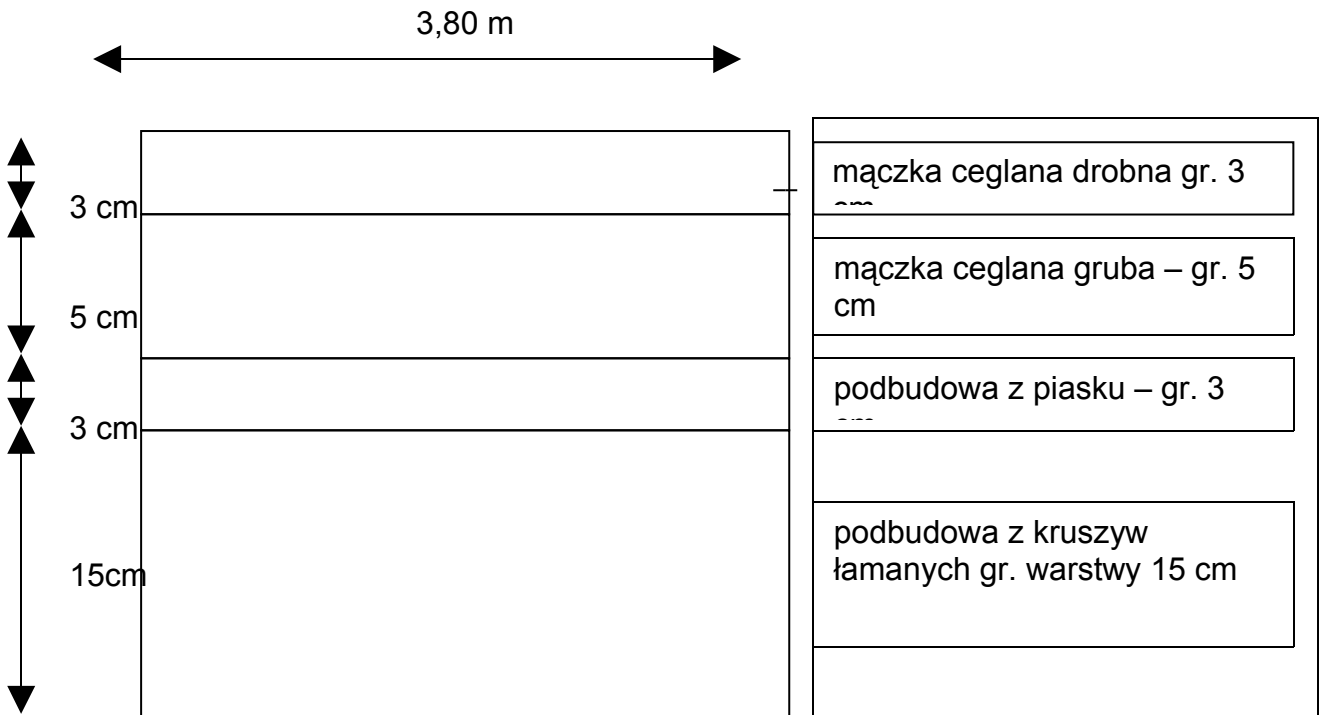 3,80 m
3 cm
5 cm
3 cm
15cm
mączka ceglana drobna gr. 3
mączka ceglana gruba – gr. 5
cm
podbudowa z piasku – gr. 3
podbudowa z kruszyw
łamanych gr. warstwy 15 cm